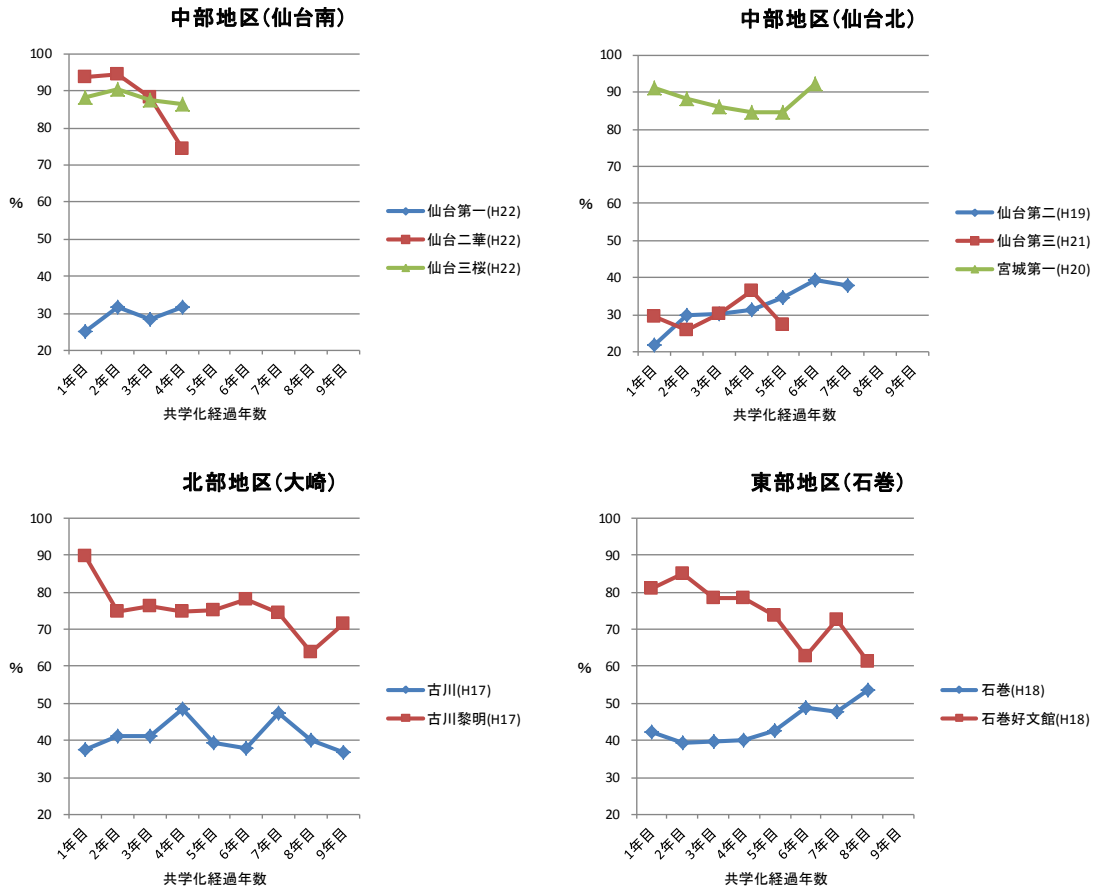 中部地区（仙台南）
100
90
80
70
60
50
40
30
20
%
1年目 2年目 3年目 4年目 5年目 6年目 7年目 8年目 9年目
共学化経過年数
仙台第一(H22)
仙台二華(H22)
仙台三桜(H22)
中部地区（仙台北）
100
90
80
70
60
50
40
30
20
%
1年目 2年目 3年目 4年目 5年目 6年目 7年目 8年目 9年目
共学化経過年数
仙台第二(H19)
仙台第三(H21)
宮城第一(H20)
北部地区（大崎）
100
90
80
70
60
50
40
30
20
%
1年目 2年目 3年目 4年目 5年目 6年目 7年目 8年目 9年目
共学化経過年数
古川(H17)
古川黎明(H17)
東部地区（石巻）
100
90
80
70
60
50
40
30
20
%
1年目 2年目 3年目 4年目 5年目 6年目 7年目 8年目 9年目
共学化経過年数
石巻(H18)
石巻好文館(H18)